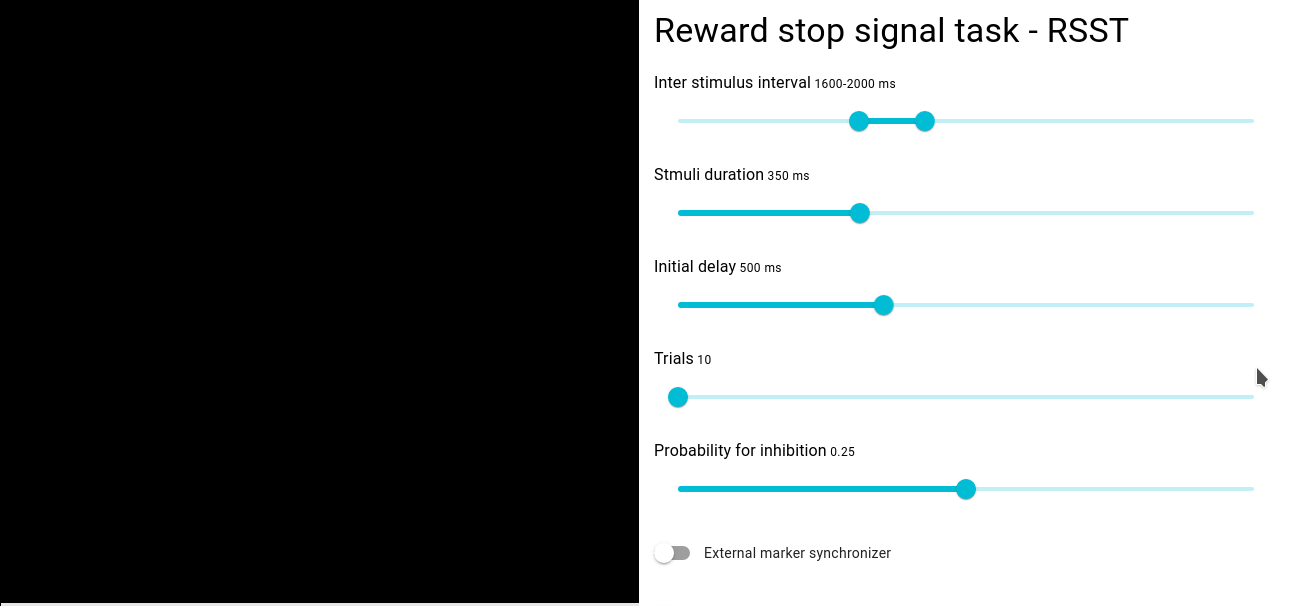 Reward stop signal task - RSST
Inter stimulus interval 1600-2000 ms
Stmuli duration 350 ms
Initial delay 500 ms
Trials 10
Probability for inhibition 0.25
External marker synchronizer